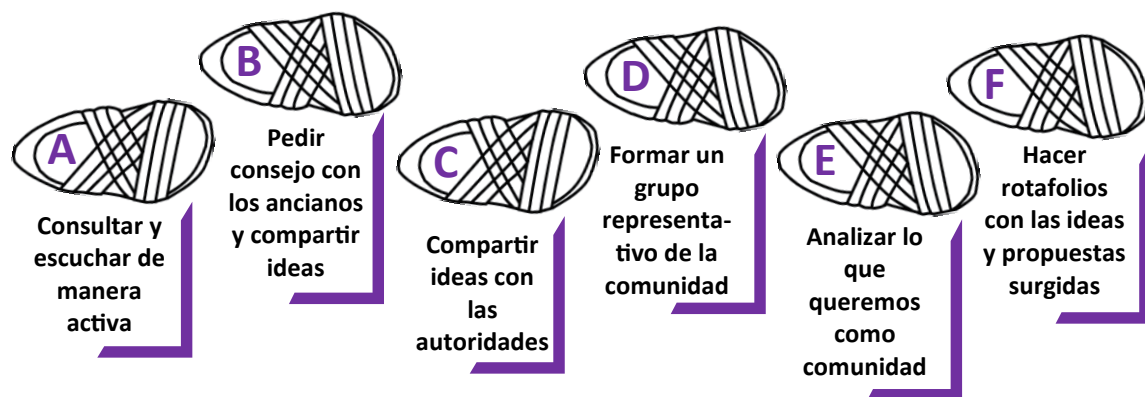 A
Consultar y
escuchar de
manera
activa
B
Pedir
consejo con
los ancianos
y compartir
ideas
C
Compartir
ideas con
las
autoridades
D
Formar un
grupo
representa-
tivo de la
comunidad
E
Analizar lo
que
queremos
como
comunidad
F
Hacer
rotafolios
con las ideas
y propuestas
surgidas